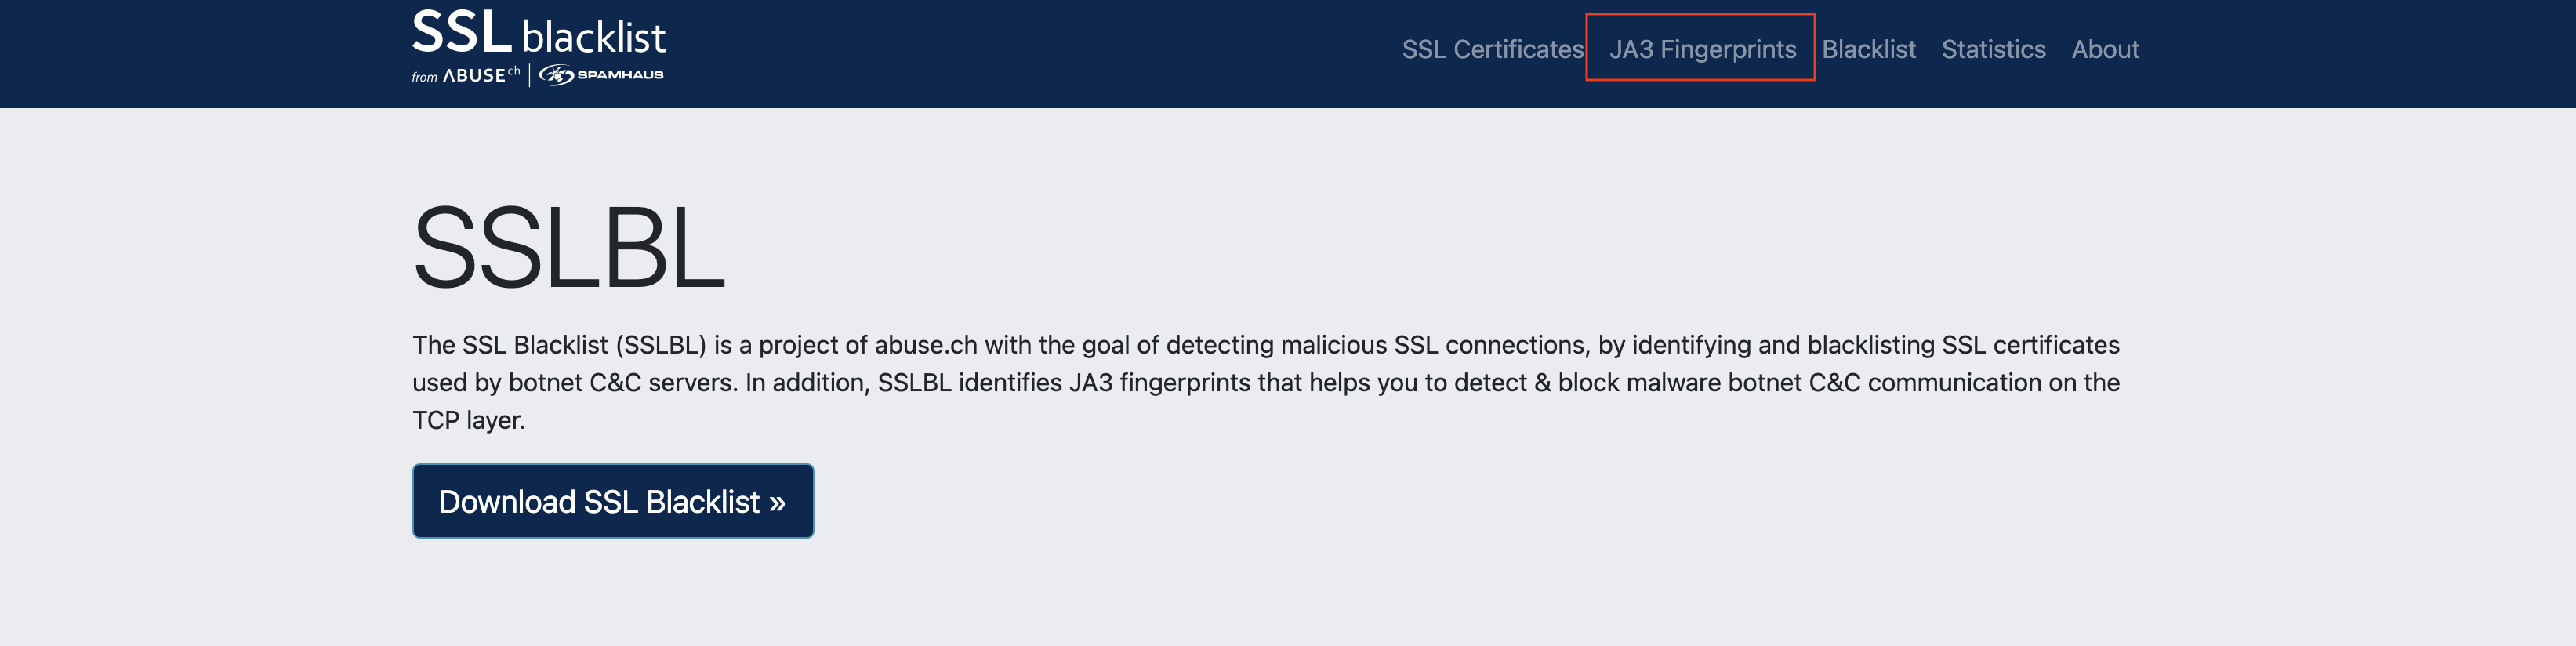 SSL blacklist
from ABUSE ch | SPAMHAUS
SSL Certificates JA3 Fingerprints Blacklist Statistics About
SSLBL
The SSL Blacklist (SSLBL) is a project of abuse.ch with the goal of detecting malicious SSL connections, by identifying and blacklisting SSL certificates
used by botnet C&C servers. In addition, SSLBL identifies JA3 fingerprints that helps you to detect & block malware botnet C&C communication on the
TCP layer.
Download SSL Blacklist »